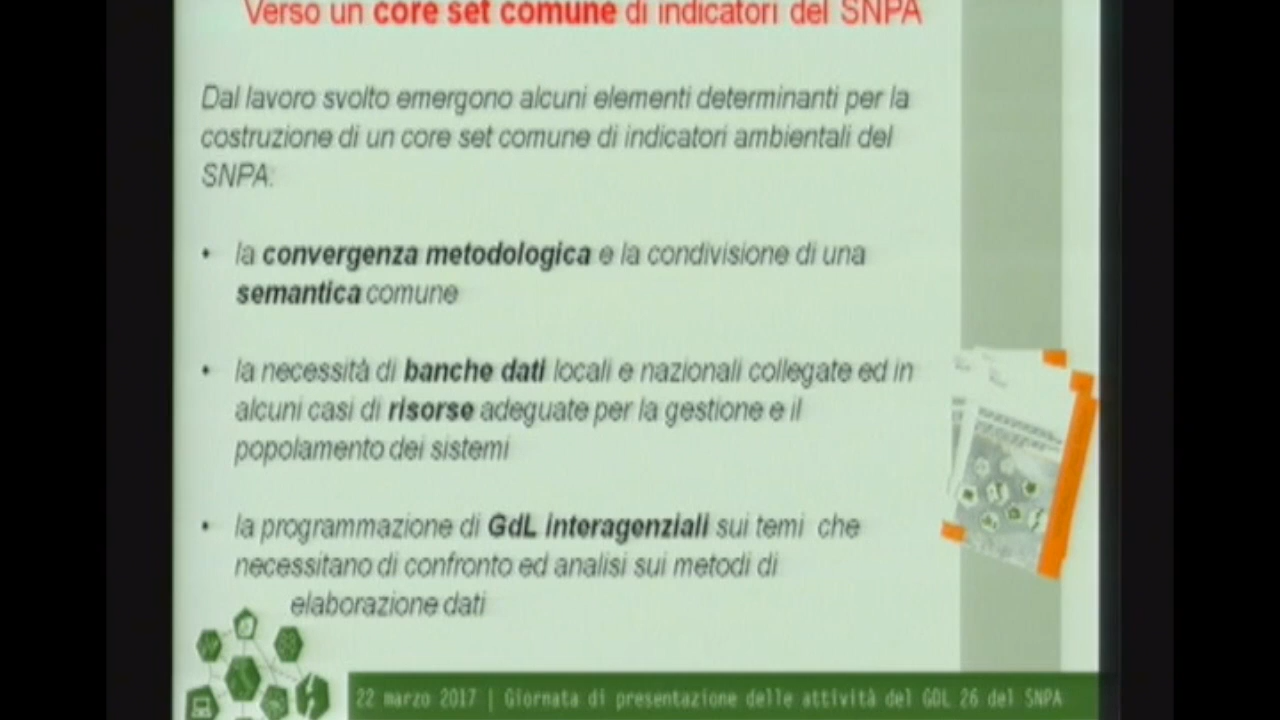 Verso un core set comune di indicatori del SNPA
Dal lavoro svolto emergono alcuni elementi determinanti per la
costruzione di un core set comune di indicatori ambientali del
SNPA:
• la convergenza metodologica e la condivisione di una
semantica comune
• la necessità di banche dati locali e nazionali collegate ed in
alcuni casi di risorse adeguate per la gestione e il
popolamento dei sistemi
• la programmazione di GdL interagenziali sui temi che
necessitano di confronto ed analisi sui metodi di
elaborazione dati
22 marzo 2017 | Giornata di presentazione delle attività del GDL 26 del SNPA